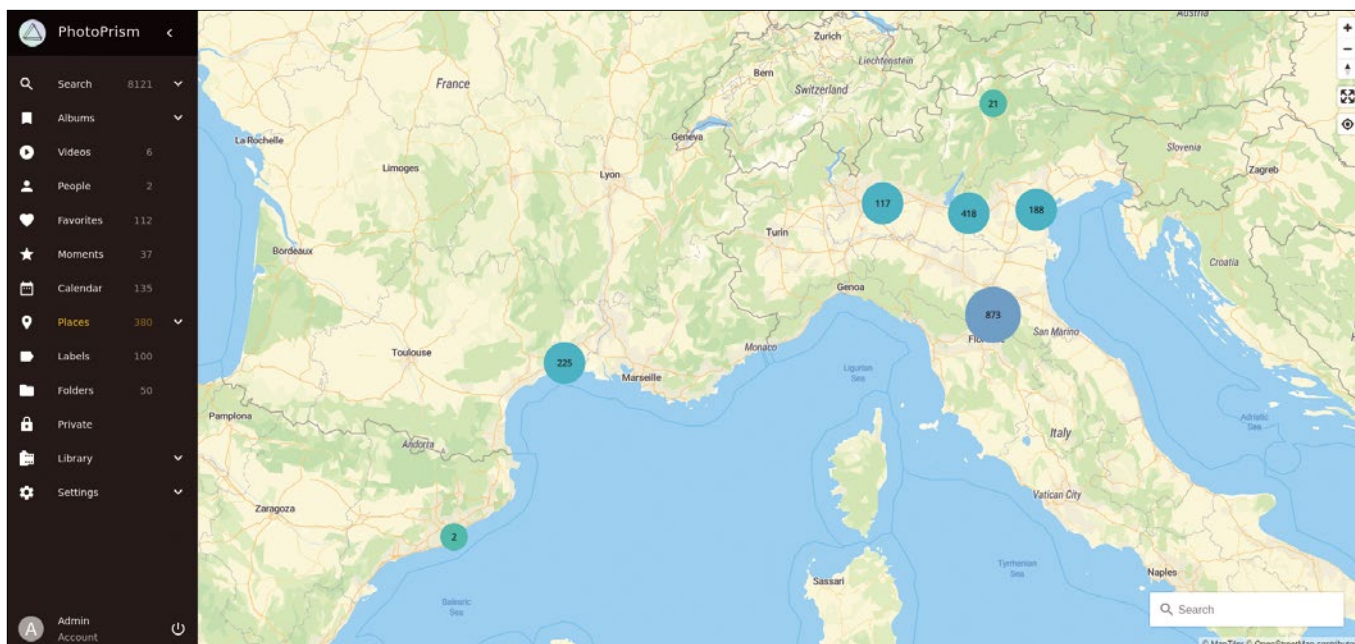 PhotoPrism
Search 8121
Albums
Videos 6
People 2
Favorites 112
Moments 37
Calendar 135
Places 380
Labels 100
Folders 50
Private
Library
Settings
A
Admin
Account
Austria
Zurich
Liechtenstein
Bern
Switzerland
France
21
La Rochelle
Geneva
Slovenia
Zagreb
Limoges
Lyon
117
418
188
Turin
Bordeaux
Croatia
Genoa
873
San Marino
Monaco
Toulouse
225
Marseille
Ligurian
Sea
Pamplona
Andorra
Adriatic
Sea
Italy
Vatican City
Zaragoza
2
Tyrrhenian
Sea
Naples
Sassari
Balearic
Sea
Search
© MapTiler © OpenStreetMap